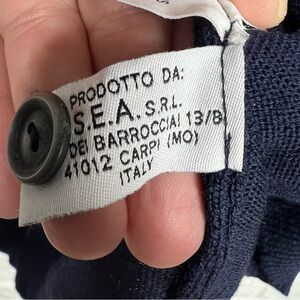 PRODOTTO DA:
S.E.A. S.R.L.
DEI BARROCCIAI 13/B
41012 CARPI (MO)
ITALY